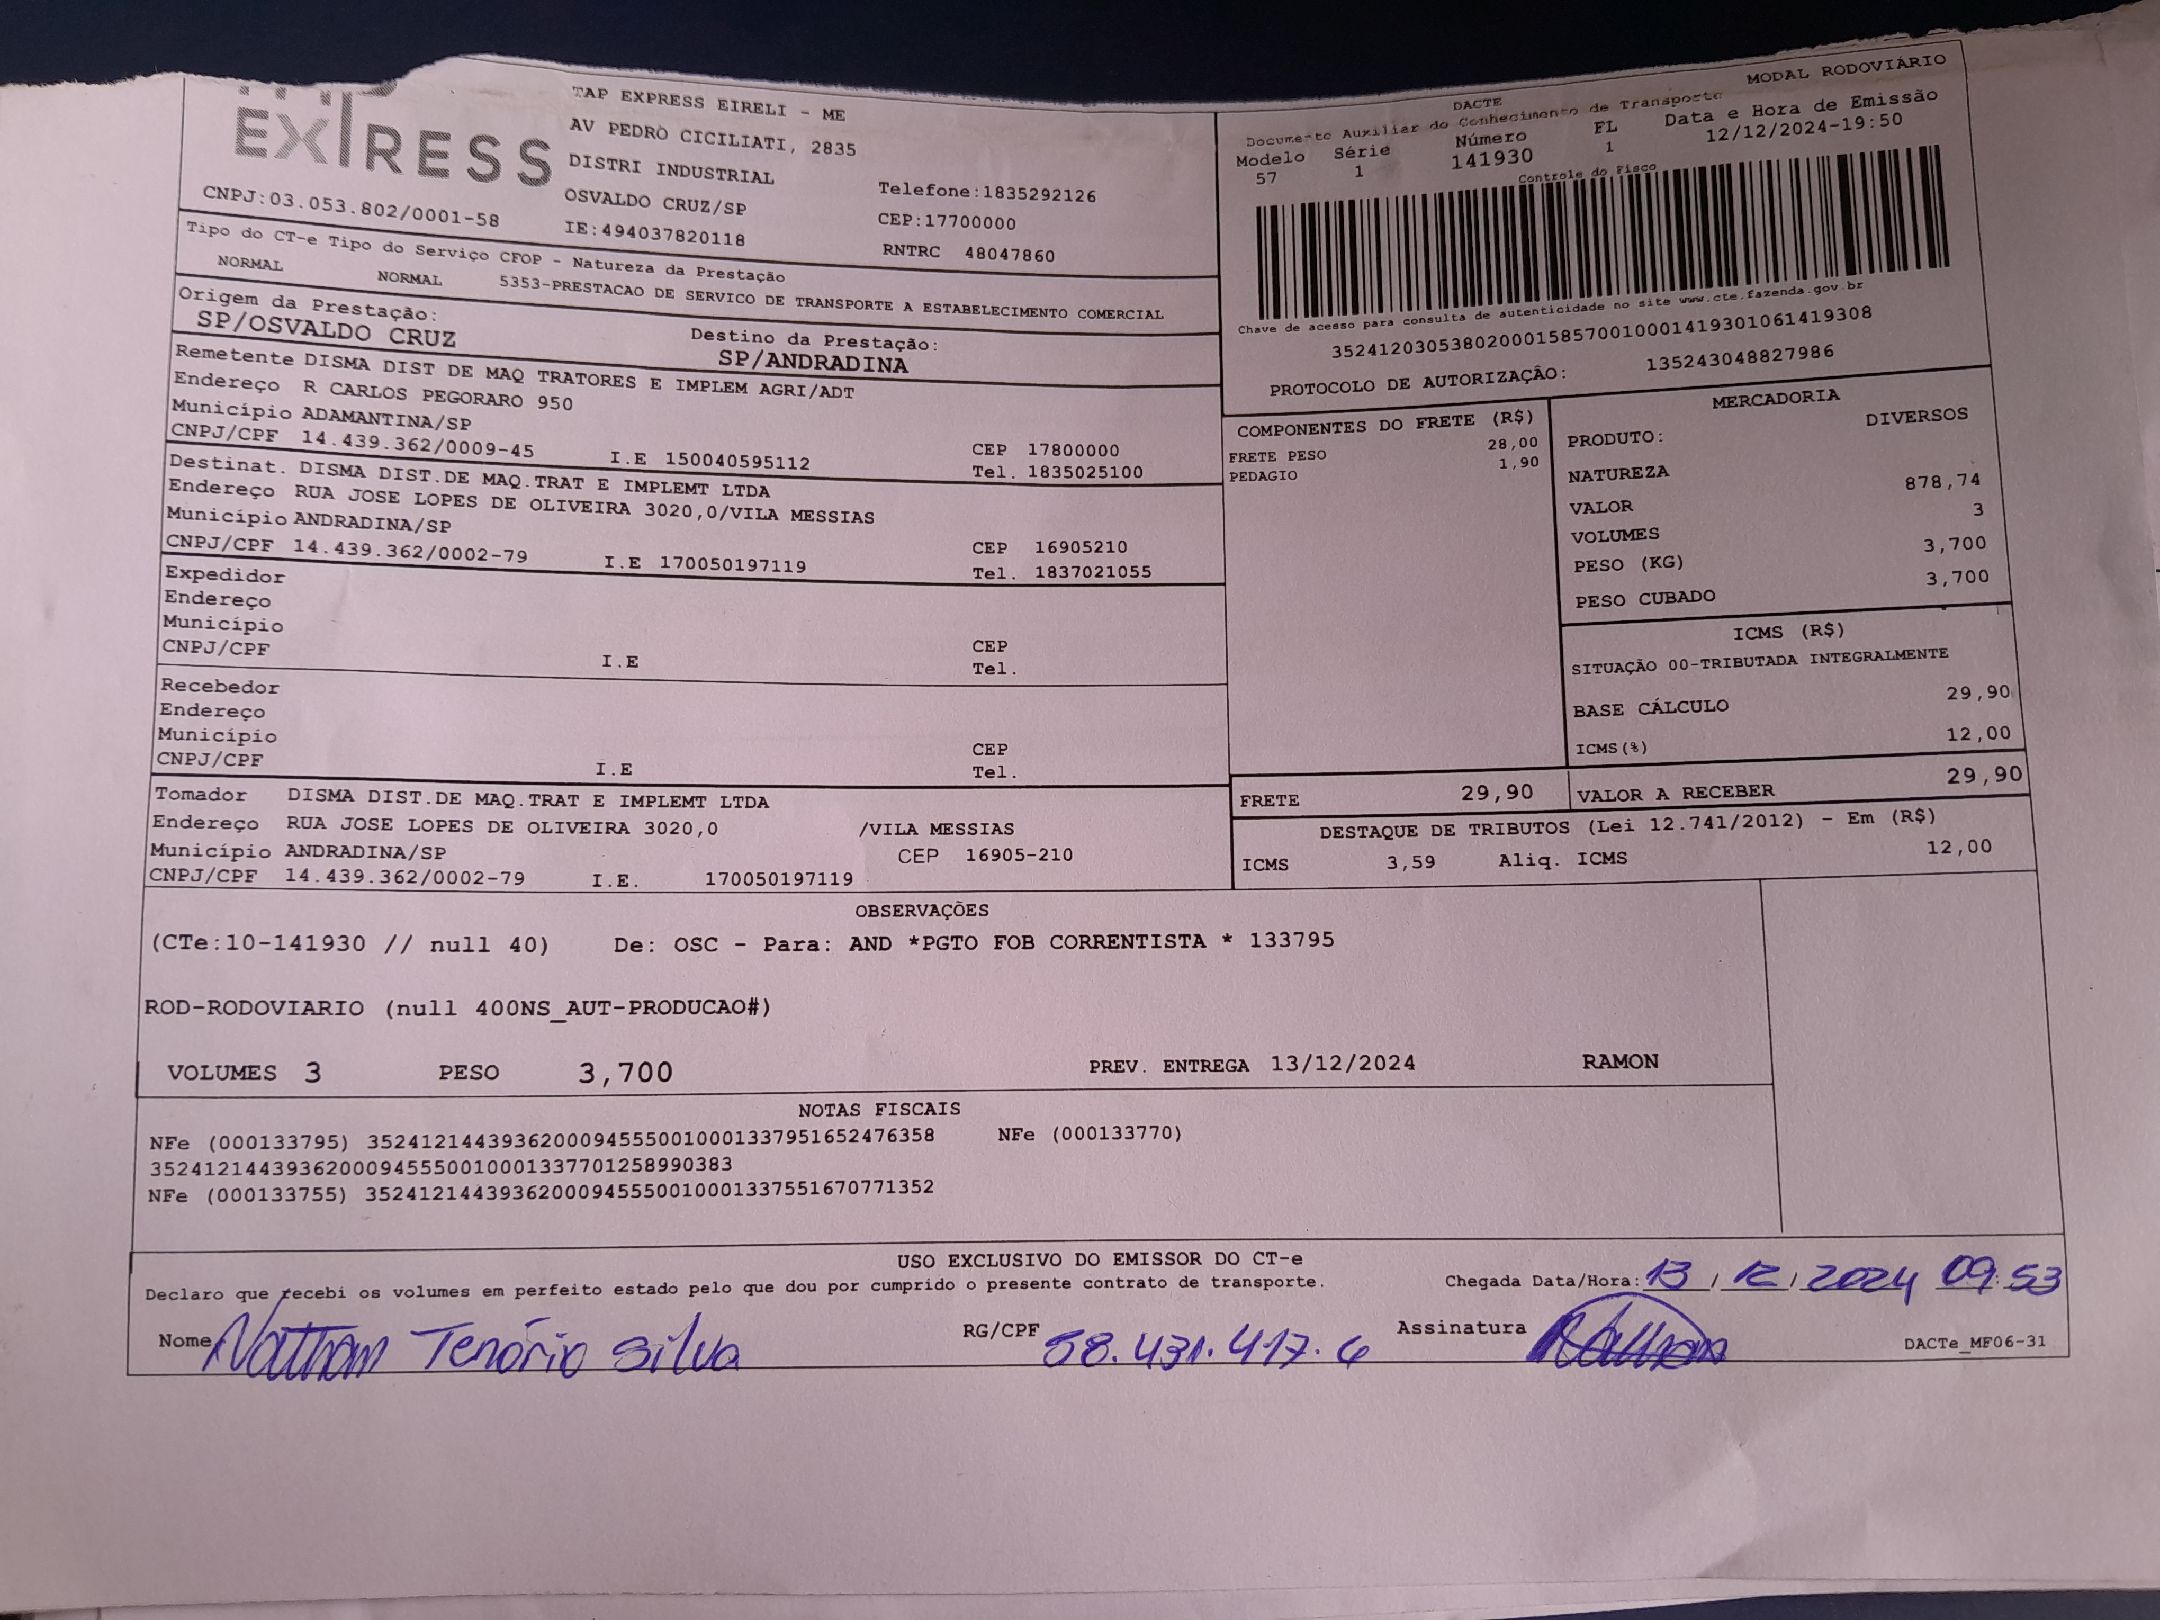 EXPRESS
TAP EXPRESS EIRELI - ME
AV PEDRO CICILIATI, 2835
DISTRI INDUSTRIAL
OSVALDO CRUZ/SP
IE:494037820118
Telefone:1835292126
CEP:17700000
RNTRC 48047860
CNPJ:03.053.802/0001-58
Tipo do CT-e Tipo do Serviço CFOP - Natureza da Prestação
NORMAL NORMAL 5353-PRESTACAO DE SERVICO DE TRANSPORTE A ESTABELECIMENTO COMERCIAL
Origem da Prestação: Destino da Prestação:
SP/OSVALDO CRUZ SP/ANDRADINA
MODAL RODOVIÁRIO
DACTE
Documento Auxiliar do Conhecimento de Transporte
Modelo Série Número FL Data e Hora de Emissão
57 1 141930 1 12/12/2024-19:50
Controle do Fisco
Chave de acesso para consulta de autenticidade no site www.cte.fazenda.gov.br
35241203053802000158570010001419301061419308
PROTOCOLO DE AUTORIZAÇÃO: 135243048827986
Remetente DISMA DIST DE MAQ TRATORES E IMPLEM AGRI/ADT
Endereço R CARLOS PEGORARO 950
Município ADAMANTINA/SP CEP 17800000
CNPJ/CPF 14.439.362/0009-45 I.E 150040595112 Tel. 1835025100
Destinat. DISMA DIST.DE MAQ.TRAT E IMPLEMT LTDA
Endereço RUA JOSE LOPES DE OLIVEIRA 3020,0/VILA MESSIAS
Município ANDRADINA/SP CEP 16905210
CNPJ/CPF 14.439.362/0002-79 I.E 170050197119 Tel. 1837021055
Expedidor
Endereço
Município CEP
CNPJ/CPF I.E Tel.
Recebedor
Endereço
Município CEP
CNPJ/CPF I.E Tel.
Tomador DISMA DIST.DE MAQ.TRAT E IMPLEMT LTDA
Endereço RUA JOSE LOPES DE OLIVEIRA 3020,0 /VILA MESSIAS
Município ANDRADINA/SP CEP 16905-210
CNPJ/CPF 14.439.362/0002-79 I.E. 170050197119
COMPONENTES DO FRETE (R$)
FRETE PESO 28,00
PEDAGIO 1,90
MERCADORIA
PRODUTO: DIVERSOS
NATUREZA
VALOR 878,74
VOLUMES 3
PESO (KG) 3,700
PESO CUBADO 3,700
ICMS (R$)
SITUAÇÃO 00-TRIBUTADA INTEGRALMENTE
BASE CÁLCULO 29,90
ICMS(%) 12,00
FRETE 29,90 VALOR A RECEBER 29,90
DESTAQUE DE TRIBUTOS (Lei 12.741/2012) - Em (R$)
ICMS 3,59 Aliq. ICMS 12,00
OBSERVAÇÕES
(CTe:10-141930 // null 40) De: OSC - Para: AND *PGTO FOB CORRENTISTA * 133795
ROD-RODOVIARIO (null 400NS_AUT-PRODUCAO#)
VOLUMES 3 PESO 3,700 PREV. ENTREGA 13/12/2024 RAMON
NOTAS FISCAIS
NFe (000133795) 35241214439362000945550010001337951652476358 NFe (000133770)
35241214439362000945550010001337701258990383
NFe (000133755) 35241214439362000945550010001337551670771352
USO EXCLUSIVO DO EMISSOR DO CT-e
Declaro que recebi os volumes em perfeito estado pelo que dou por cumprido o presente contrato de transporte. Chegada Data/Hora: 13/12/2024 09:53
Nome Nathan Tenório Silva RG/CPF 58.431.417.6 Assinatura Nathan DACTe_MF06-31